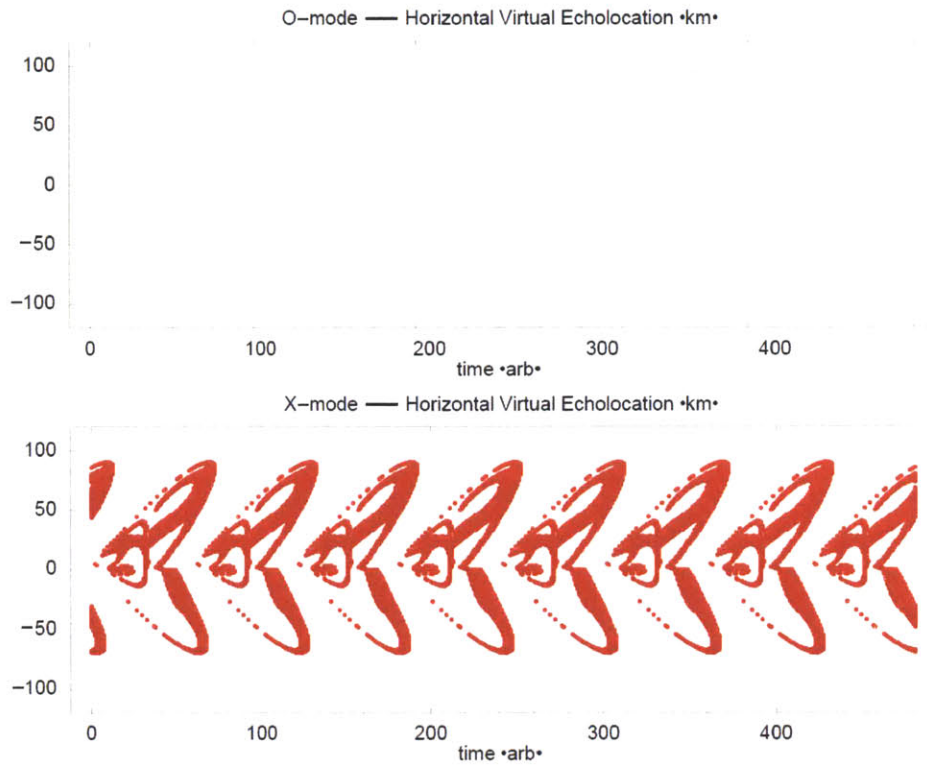 O–mode — Horizontal Virtual Echolocation •km•
100
50
0
−50
−100
0 100 200 300 400
time •arb•
X–mode — Horizontal Virtual Echolocation •km•
100
50
0
−50
−100
0 100 200 300 400
time •arb•